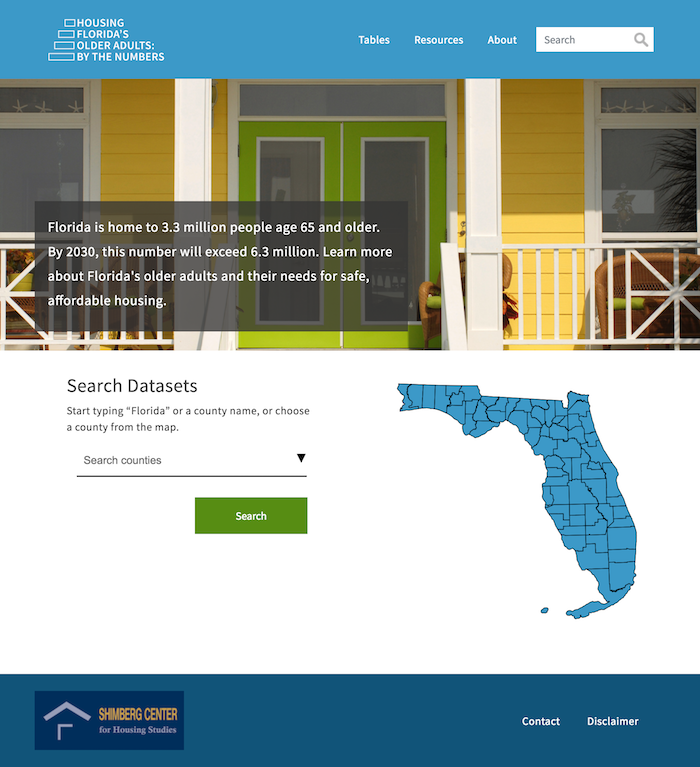 HOUSING
FLORIDA'S
OLDER ADULTS:
BY THE NUMBERS
Tables
Resources
About
Search
Florida is home to 3.3 million people age 65 and older.
By 2030, this number will exceed 6.3 million. Learn more
about Florida's older adults and their needs for safe,
affordable housing.
Search Datasets
Start typing “Florida” or a county name, or choose
a county from the map.
Search counties
Search
SHIMBERG CENTER
for Housing Studies
Contact
Disclaimer